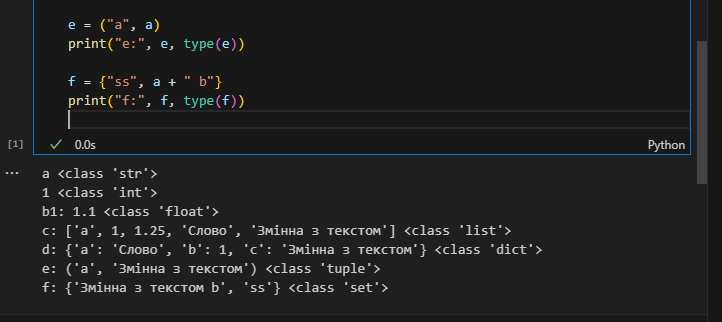 e = ("a", a)
print("e:", e, type(e))
f = {"ss", a + " b"}
print("f:", f, type(f))
[1]
0.0s
Python
a <class 'str'>
1 <class 'int'>
b1: 1.1 <class 'float'>
c: ['a', 1, 1.25, 'Слово', 'Змінна з текстом'] <class 'list'>
d: {'a': 'Слово', 'b': 1, 'c': 'Змінна з текстом'} <class 'dict'>
e: ('a', 'Змінна з текстом') <class 'tuple'>
f: {'Змінна з текстом b', 'ss'} <class 'set'>